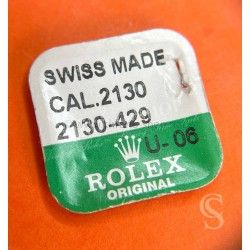 SWISS MADE
CAL.2130
2130-429
U-06
ROLEX
ORIGINAL
S